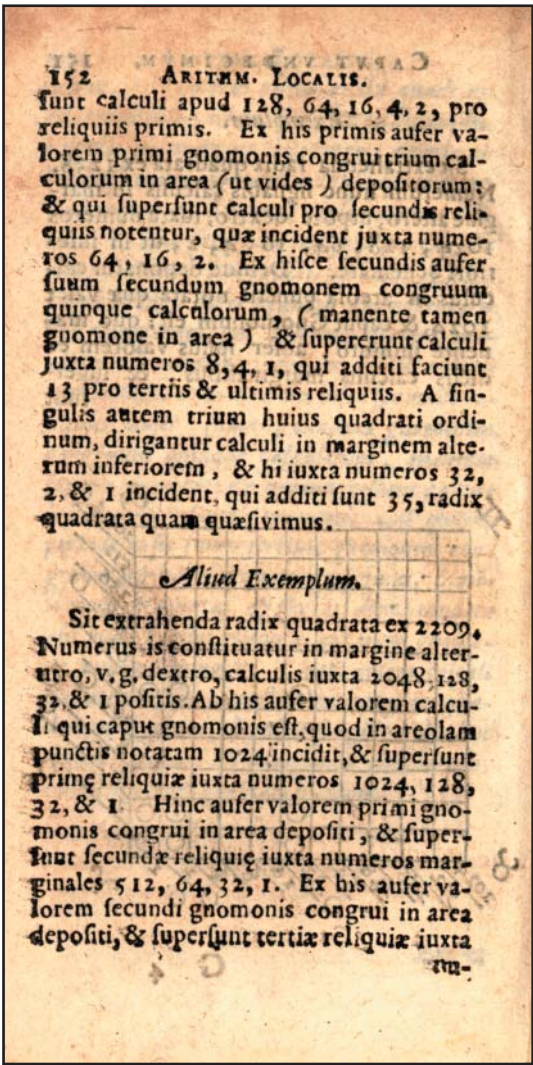 152 ARITHM. LOCALIS.
ſunt calculi apud 128, 64, 16, 4, 2, pro
reliquiis primis. Ex his primis aufer va-
lorem primi gnomonis congrui trium cal-
culorum in area (ut vides) depoſitorum:
& qui ſuperſunt calculi pro ſecundis reli-
quiis notentur, quæ incident juxta nume-
ros 64, 16, 2. Ex hiſce ſecundis aufer
ſuum ſecundum gnomonem congruum
quinque calculorum, (manente tamen
gnomone in area) & ſupererunt calculi
juxta numeros 8, 4, 1, qui additi faciunt
13 pro tertiis & ultimis reliquiis. A ſin-
gulis autem trium huius quadrati ordi-
num, dirigantur calculi in marginem alte-
rum inferiorem, & hi iuxta numeros 32,
2, & 1 incident, qui additi ſunt 35, radix
quadrata quam quæſivimus.
Aliud Exemplum.
Sit extrahenda radix quadrata ex 2209.
Numerus is conſtituatur in margine alter-
utro, v. g. dextro, calculis iuxta 2048. 128,
32, & 1 poſitis. Ab his aufer valorem calcu-
li qui caput gnomonis eſt, quod in areolam
punctis notatam 1024 incidit, & ſuperſunt
primę reliquiæ iuxta numeros 1024, 128,
32, & 1. Hinc aufer valorem primi gno-
monis congrui in area depoſiti, & ſuper-
ſunt ſecundæ reliquię iuxta numeros mar-
ginales 512, 64, 32, 1. Ex his aufer va-
lorem ſecundi gnomonis congrui in area
depoſiti, & ſuperſunt tertiæ reliquiæ iuxta